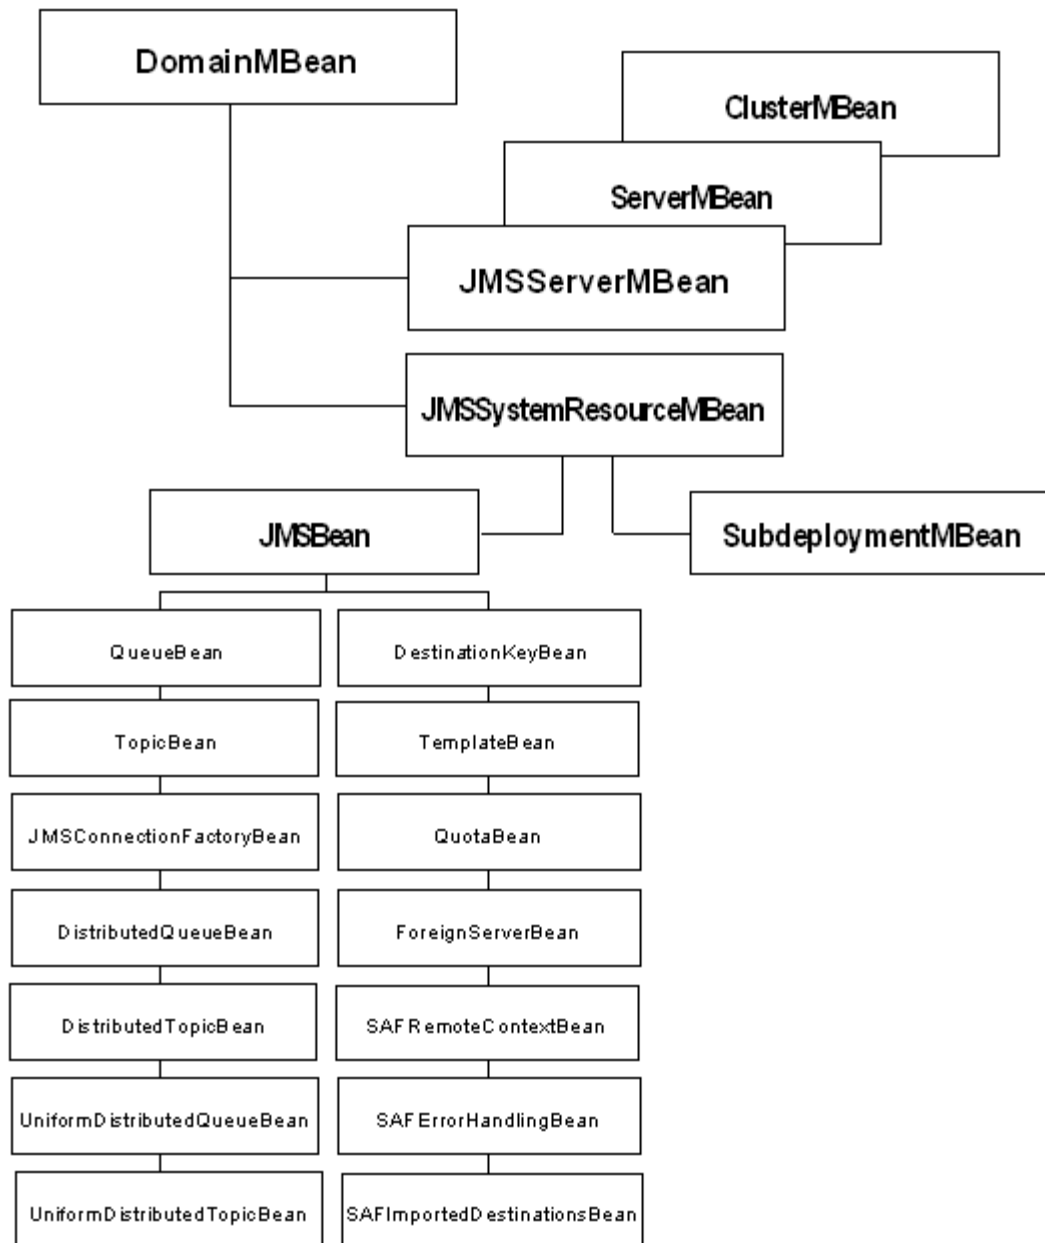 DomainMBean
ClusterMBean
ServerMBean
JMSServerMBean
JMSSystemResourceMBean
JMSBean
SubdeploymentMBean
QueueBean
DestinationKeyBean
TopicBean
TemplateBean
JMSConnectionFactoryBean
QuotaBean
DistributedQueueBean
ForeignServerBean
DistributedTopicBean
SAFRemoteContextBean
UniformDistributedQueueBean
SAFErrorHandlingBean
UniformDistributedTopicBean
SAFImportedDestinationsBean